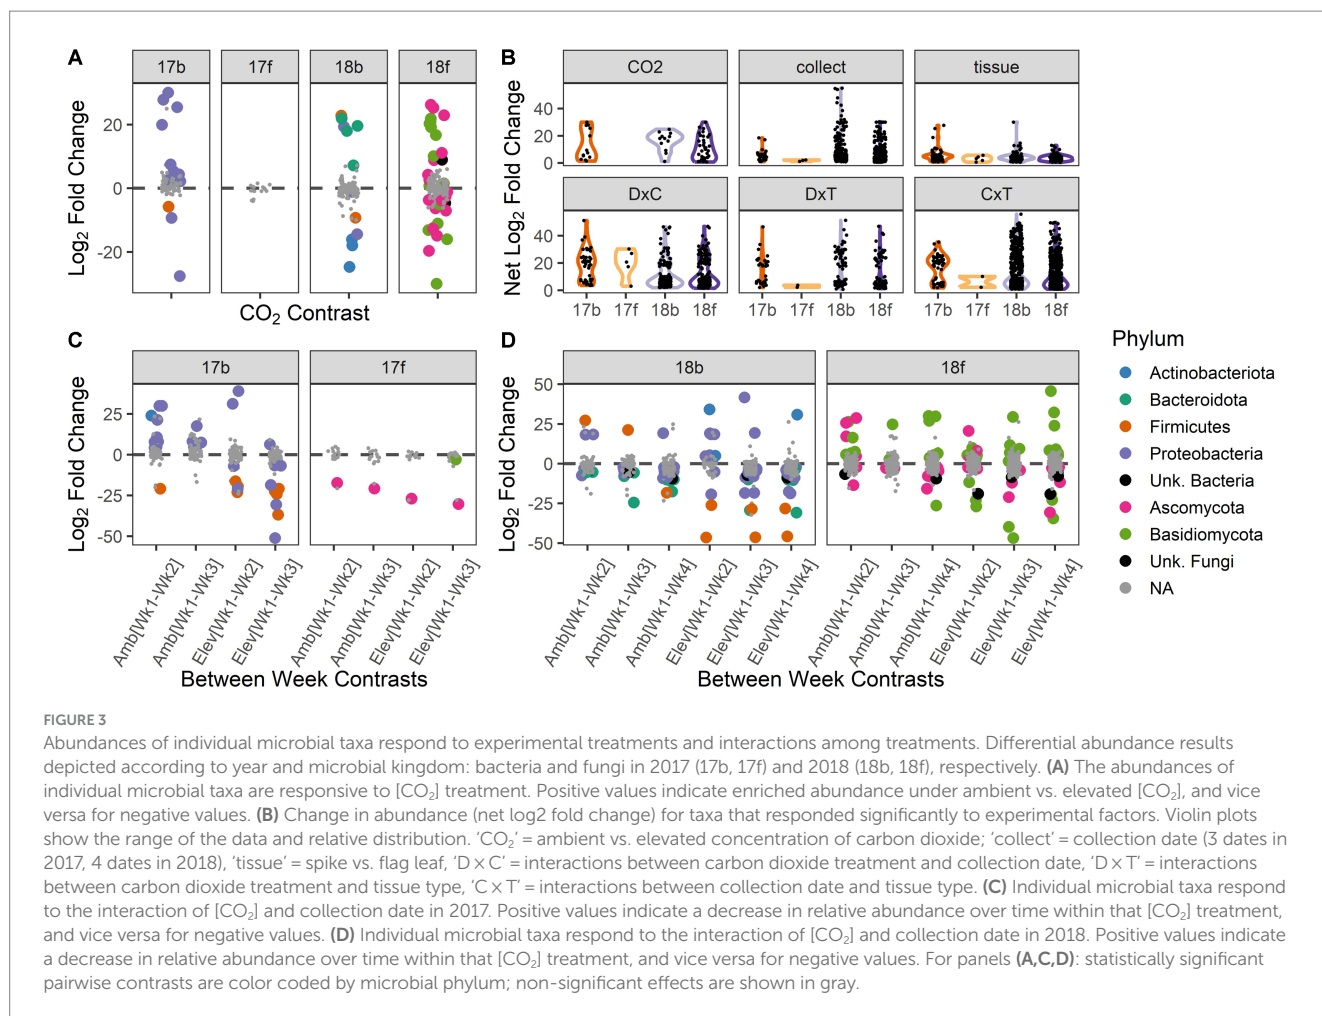 A
17b 17f 18b 18f
Log2 Fold Change
20
0
-20
CO2 Contrast
B
CO2 collect tissue
Net Log2 Fold Change
40
20
0
DxC DxT CxT
40
20
0
17b 17f 18b 18f 17b 17f 18b 18f 17b 17f 18b 18f
C
17b 17f
Log2 Fold Change
25
0
-25
-50
Amb[Wk1-Wk2] Amb[Wk1-Wk3] Elev[Wk1-Wk2] Elev[Wk1-Wk3] Amb[Wk1-Wk2] Amb[Wk1-Wk3] Elev[Wk1-Wk2] Elev[Wk1-Wk3]
Between Week Contrasts
D
18b 18f
Log2 Fold Change
50
25
0
-25
-50
Amb[Wk1-Wk2] Amb[Wk1-Wk3] Amb[Wk1-Wk4] Elev[Wk1-Wk2] Elev[Wk1-Wk3] Elev[Wk1-Wk4] Amb[Wk1-Wk2] Amb[Wk1-Wk3] Amb[Wk1-Wk4] Elev[Wk1-Wk2] Elev[Wk1-Wk3] Elev[Wk1-Wk4]
Between Week Contrasts
Phylum
Actinobacteriota
Bacteroidota
Firmicutes
Proteobacteria
Unk. Bacteria
Ascomycota
Basidiomycota
Unk. Fungi
NA
FIGURE 3
Abundances of individual microbial taxa respond to experimental treatments and interactions among treatments. Differential abundance results
depicted according to year and microbial kingdom: bacteria and fungi in 2017 (17b, 17f) and 2018 (18b, 18f), respectively. (A) The abundances of
individual microbial taxa are responsive to [CO₂] treatment. Positive values indicate enriched abundance under ambient vs. elevated [CO₂], and vice
versa for negative values. (B) Change in abundance (net log2 fold change) for taxa that responded significantly to experimental factors. Violin plots
show the range of the data and relative distribution. ‘CO₂’ = ambient vs. elevated concentration of carbon dioxide; ‘collect’ = collection date (3 dates in
2017, 4 dates in 2018), ‘tissue’ = spike vs. flag leaf, ‘D × C’ = interactions between carbon dioxide treatment and collection date, ‘D × T’ = interactions
between carbon dioxide treatment and tissue type, ‘C × T’ = interactions between collection date and tissue type. (C) Individual microbial taxa respond
to the interaction of [CO₂] and collection date in 2017. Positive values indicate a decrease in relative abundance over time within that [CO₂] treatment,
and vice versa for negative values. (D) Individual microbial taxa respond to the interaction of [CO₂] and collection date in 2018. Positive values indicate
a decrease in relative abundance over time within that [CO₂] treatment, and vice versa for negative values. For panels (A,C,D): statistically significant
pairwise contrasts are color coded by microbial phylum; non-significant effects are shown in gray.